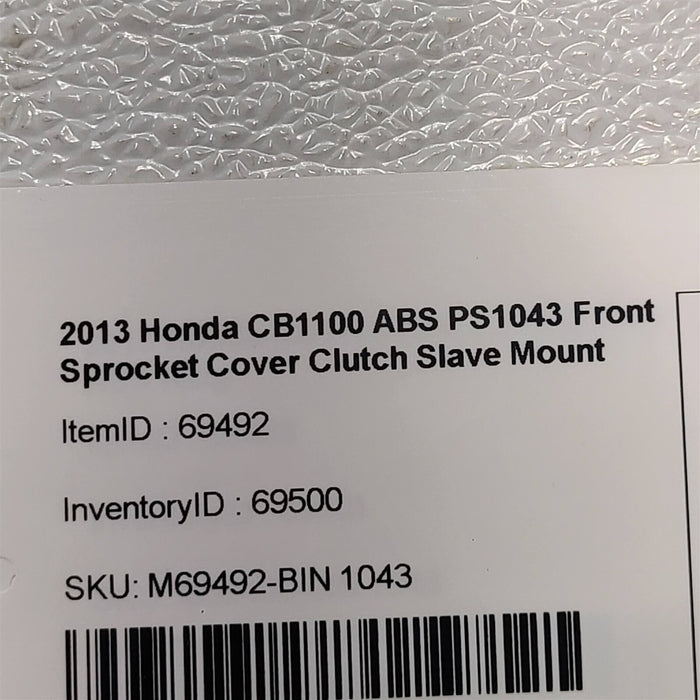 2013 Honda CB1100 ABS PS1043 Front
Sprocket Cover Clutch Slave Mount
ItemID : 69492
InventoryID : 69500
SKU: M69492-BIN 1043